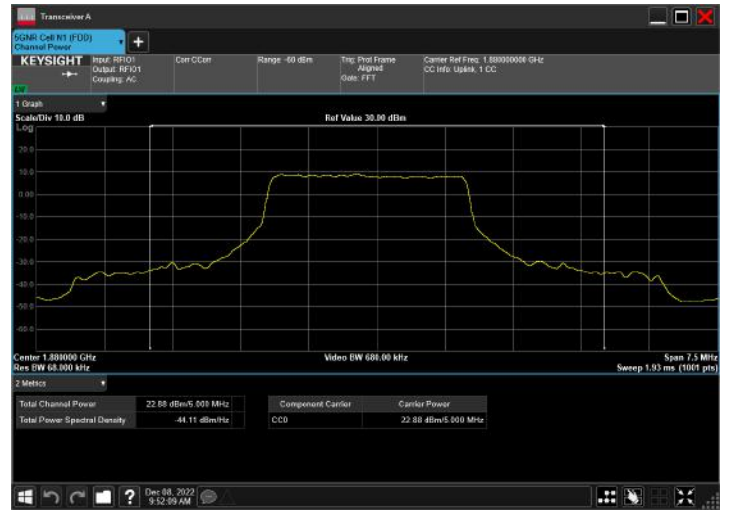 Transceiver A
5GNR Cell N1 (FDD)
Channel Power
+
KEYSIGHT
Input: RFIO1
Output: RFIO1
Coupling: AC
Corr CCorr
Range: -60 dBm
Trig: Prot Frame
Aligned
Gate: FFT
Carrier Ref Freq: 1.880000000 GHz
CC Info: Uplink, 1 CC
1 Graph
Scale/Div 10.0 dB
Ref Value 30.00 dBm
Log
20.0
10.0
0.00
-10.0
-20.0
-30.0
-40.0
-50.0
-60.0
Center 1.880000 GHz
Video BW 680.00 kHz
Span 7.5 MHz
Res BW 68.000 kHz
Sweep 1.93 ms (1001 pts)
2 Metrics
Total Channel Power 22.88 dBm/5.000 MHz
Total Power Spectral Density -44.11 dBm/Hz
Component Carrier Carrier Power
CC0 22.88 dBm/5.000 MHz
?
Dec 08, 2022
9:52:09 AM